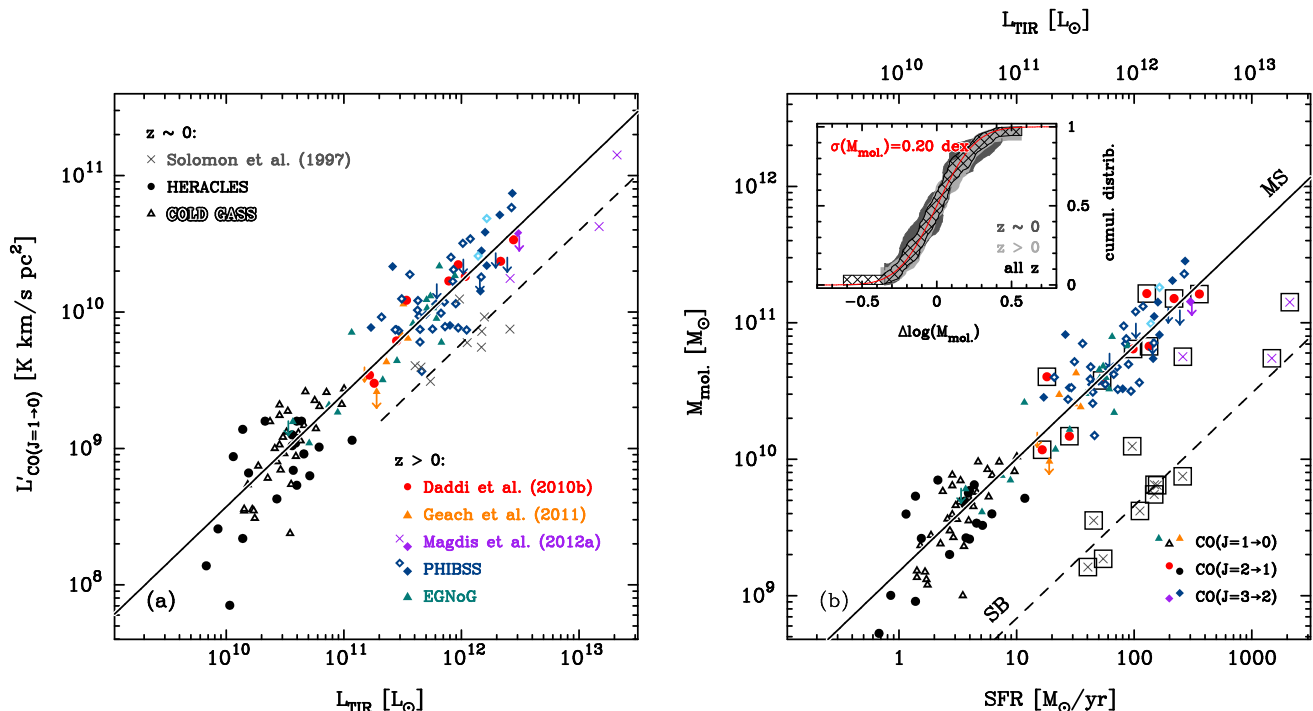 L_TIR [L_⊙]
10^10 10^11 10^12 10^13
z ~ 0:
× Solomon et al. (1997)
● HERACLES
△ COLD GASS
z > 0:
Daddi et al. (2010b)
Geach et al. (2011)
Magdis et al. (2012a)
PHIBSS
EGNoG
(a)
10^11
10^10
10^9
10^8
L'_CO(J=1→0) [K km/s pc^2]
10^10 10^11 10^12 10^13
L_TIR [L_⊙]
σ(M_mol.)=0.20 dex
z ~ 0
z > 0
all z
1
0.5
0
cumul. distrib.
−0.5 0 0.5
Δlog(M_mol.)
MS
SB
CO(J=1→0)
CO(J=2→1)
CO(J=3→2)
(b)
10^12
10^11
10^10
10^9
M_mol. [M_⊙]
1 10 100 1000
SFR [M_⊙/yr]